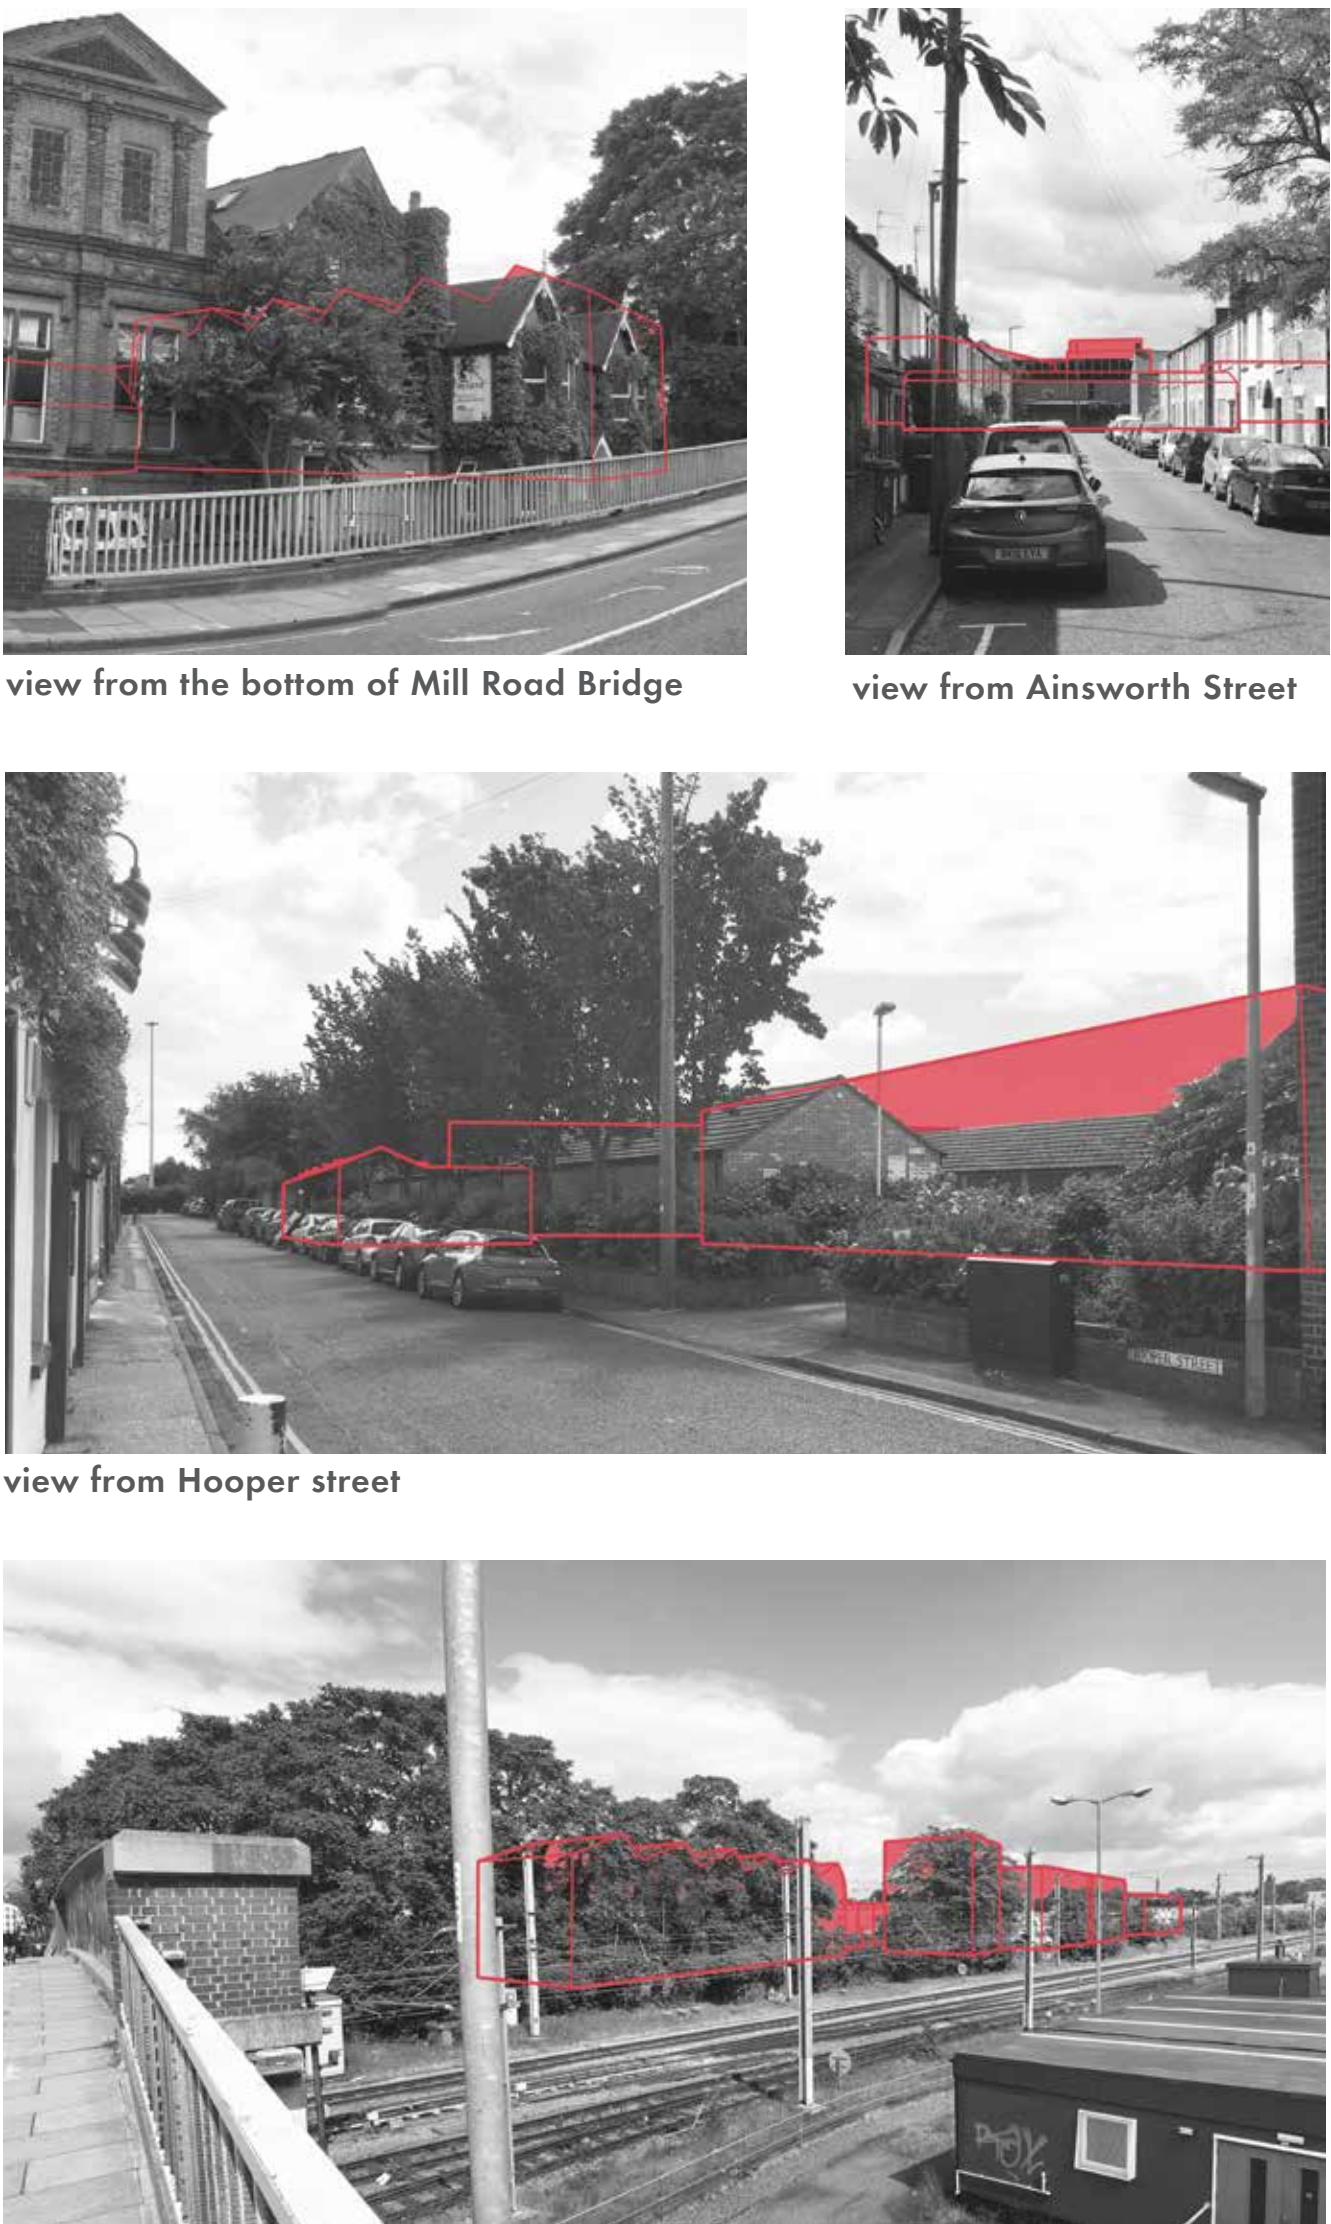 view from the bottom of Mill Road Bridge
view from Ainsworth Street
HOOPER STREET
view from Hooper street